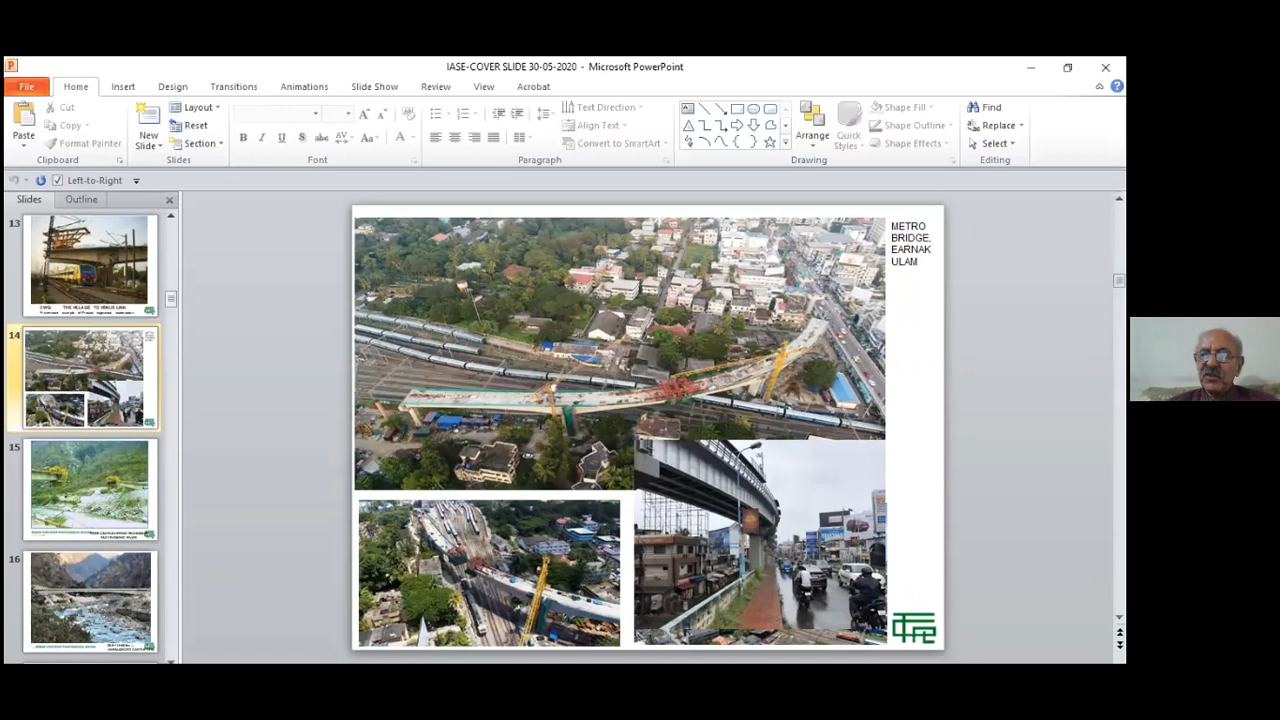 IASE-COVER SLIDE 30-05-2020 - Microsoft PowerPoint
File Home Insert Design Transitions Animations Slide Show Review View Acrobat
Paste
Cut
Copy
Format Painter
Clipboard
New
Slide
Layout
Reset
Section
Slides
Font
Paragraph
Text Direction
Align Text
Convert to SmartArt
Arrange
Quick
Styles
Shape Fill
Shape Outline
Shape Effects
Drawing
Find
Replace
Select
Editing
Left-to-Right
Slides Outline
13
14
15
16
METRO
BRIDGE,
EARNAK
ULAM